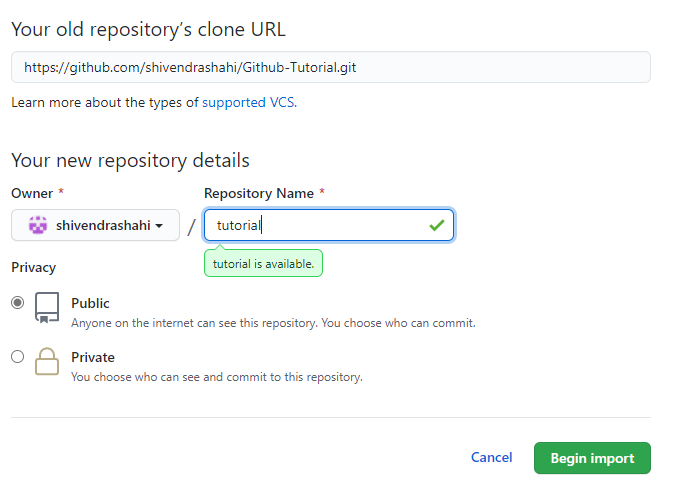 Your old repository's clone URL
https://github.com/shivendrashahi/Github-Tutorial.git
Learn more about the types of supported VCS.
Your new repository details
Owner *
Repository Name *
shivendrashahi
/
tutorial
tutorial is available.
Privacy
Public
Anyone on the internet can see this repository. You choose who can commit.
Private
You choose who can see and commit to this repository.
Cancel
Begin import